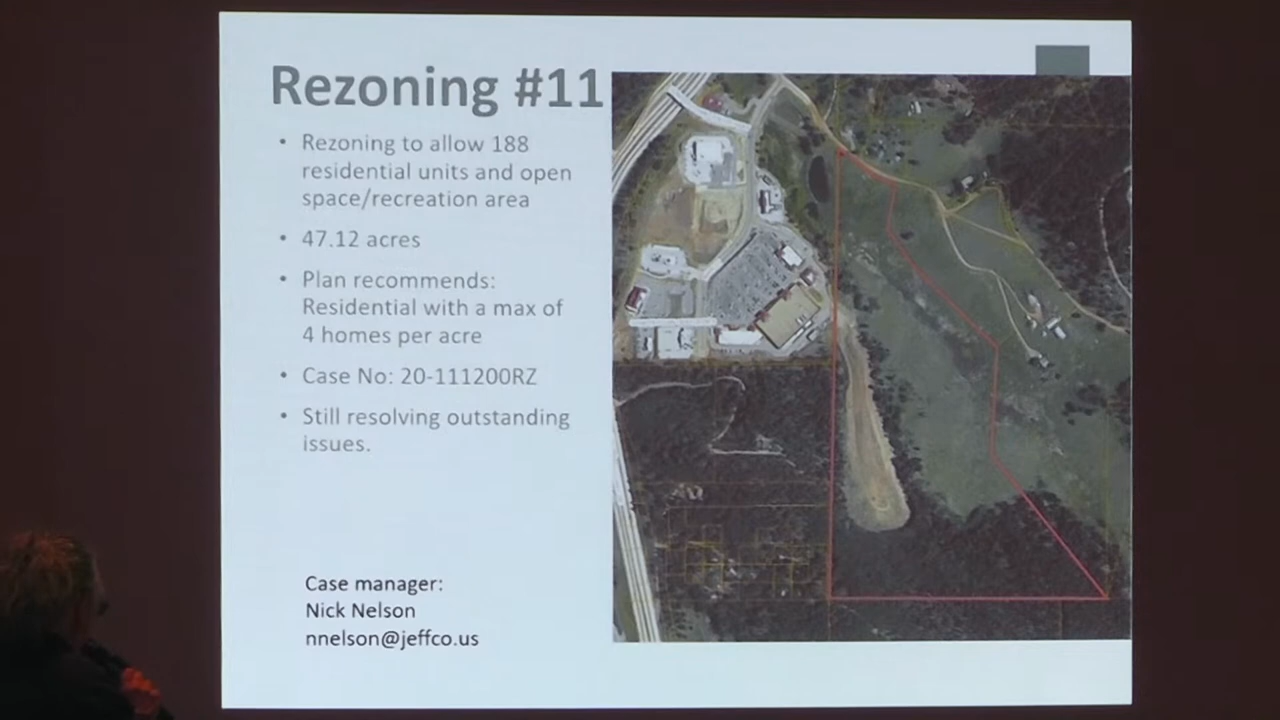 Rezoning #11
• Rezoning to allow 188
residential units and open
space/recreation area
• 47.12 acres
• Plan recommends:
Residential with a max of
4 homes per acre
• Case No: 20-111200RZ
• Still resolving outstanding
issues.
Case manager:
Nick Nelson
nnelson@jeffco.us